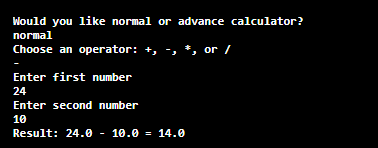 Would you like normal or advance calculator?
normal
Choose an operator: +, -, *, or /
-
Enter first number
24
Enter second number
10
Result: 24.0 - 10.0 = 14.0